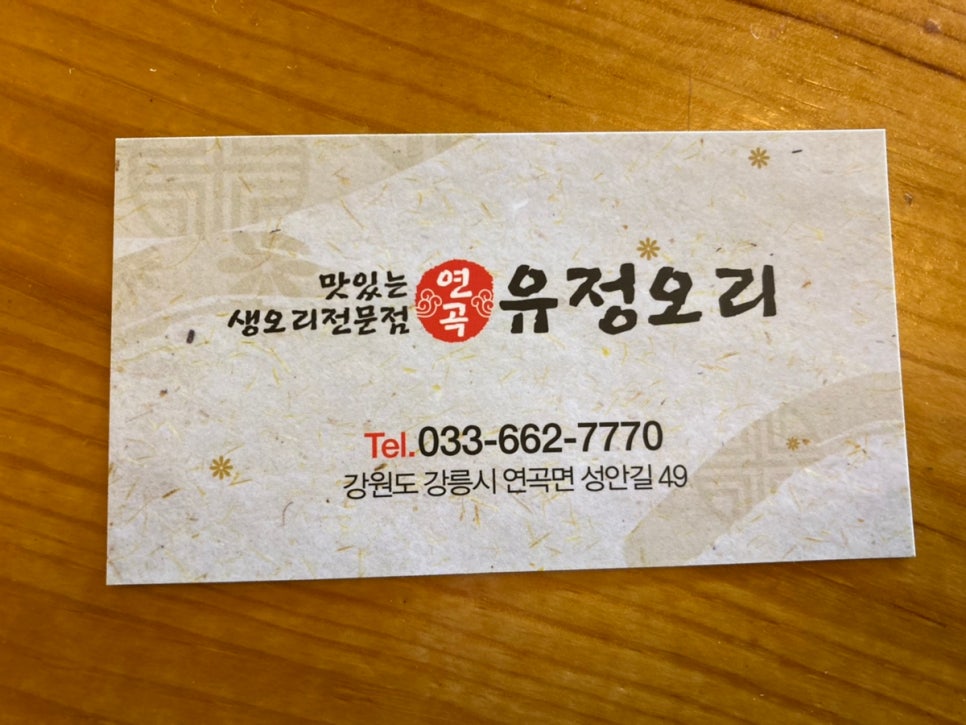 맛있는
생오리전문점
연곡
유정오리
Tel.033-662-7770
강원도 강릉시 연곡면 성안길 49